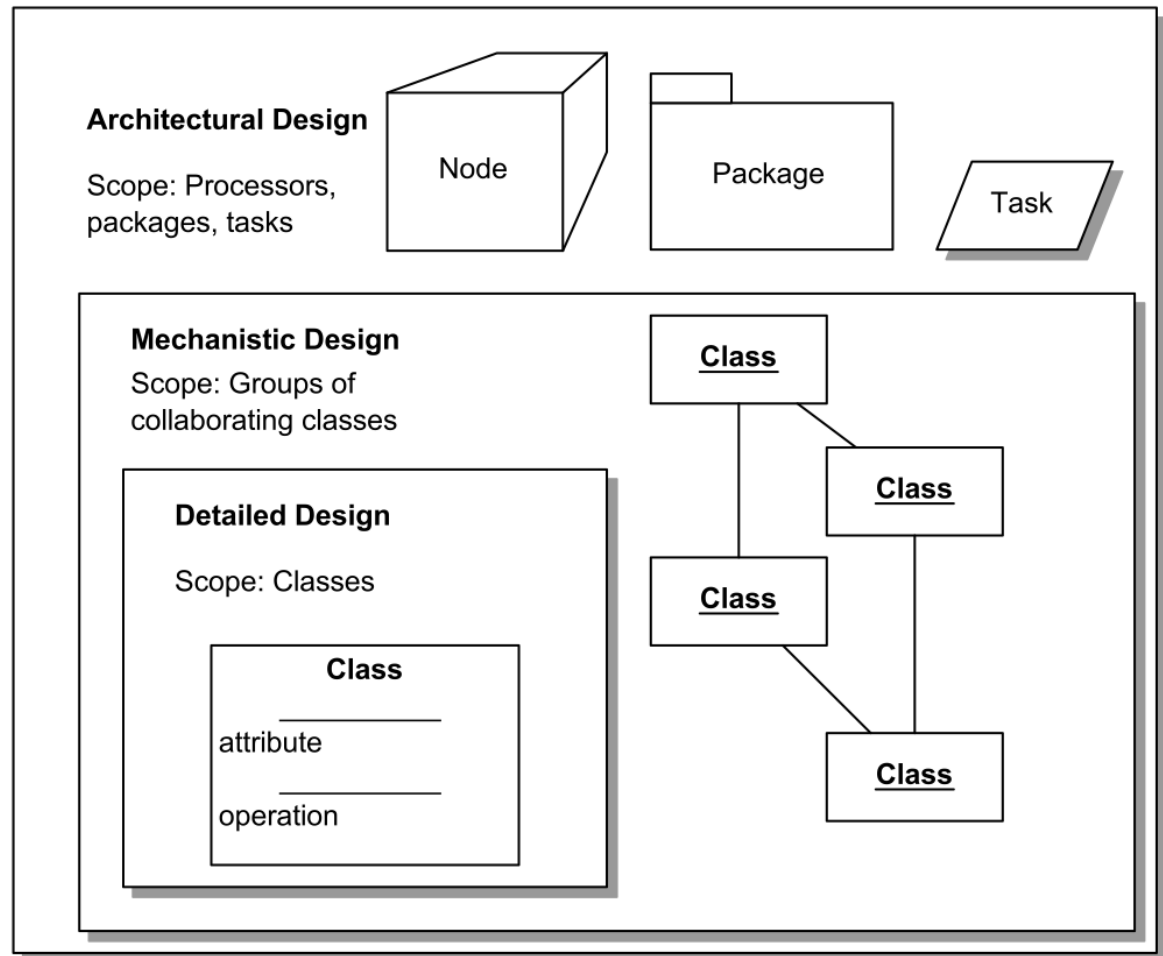 Architectural Design
Scope: Processors,
packages, tasks
Node
Package
Task
Mechanistic Design
Scope: Groups of
collaborating classes
Class
Class
Class
Class
Detailed Design
Scope: Classes
Class
attribute
operation